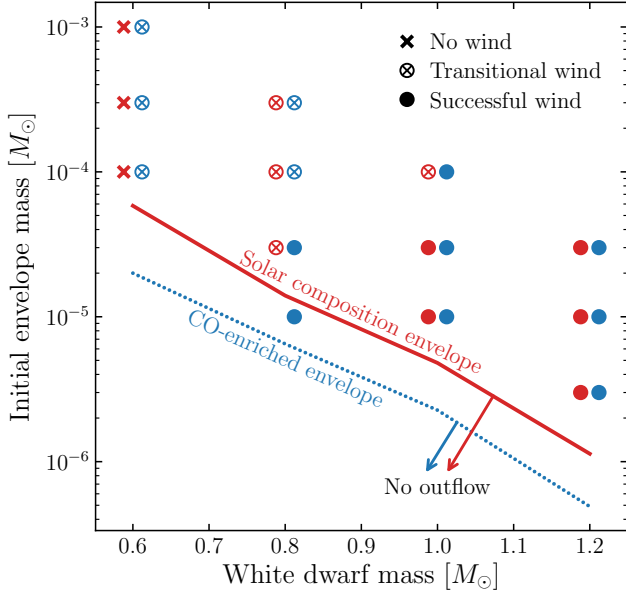 No wind
Transitional wind
Successful wind
Solar composition envelope
CO-enriched envelope
No outflow
Initial envelope mass [$M_\odot$]
10⁻³
10⁻⁴
10⁻⁵
10⁻⁶
0.6 0.7 0.8 0.9 1.0 1.1 1.2
White dwarf mass [$M_\odot$]